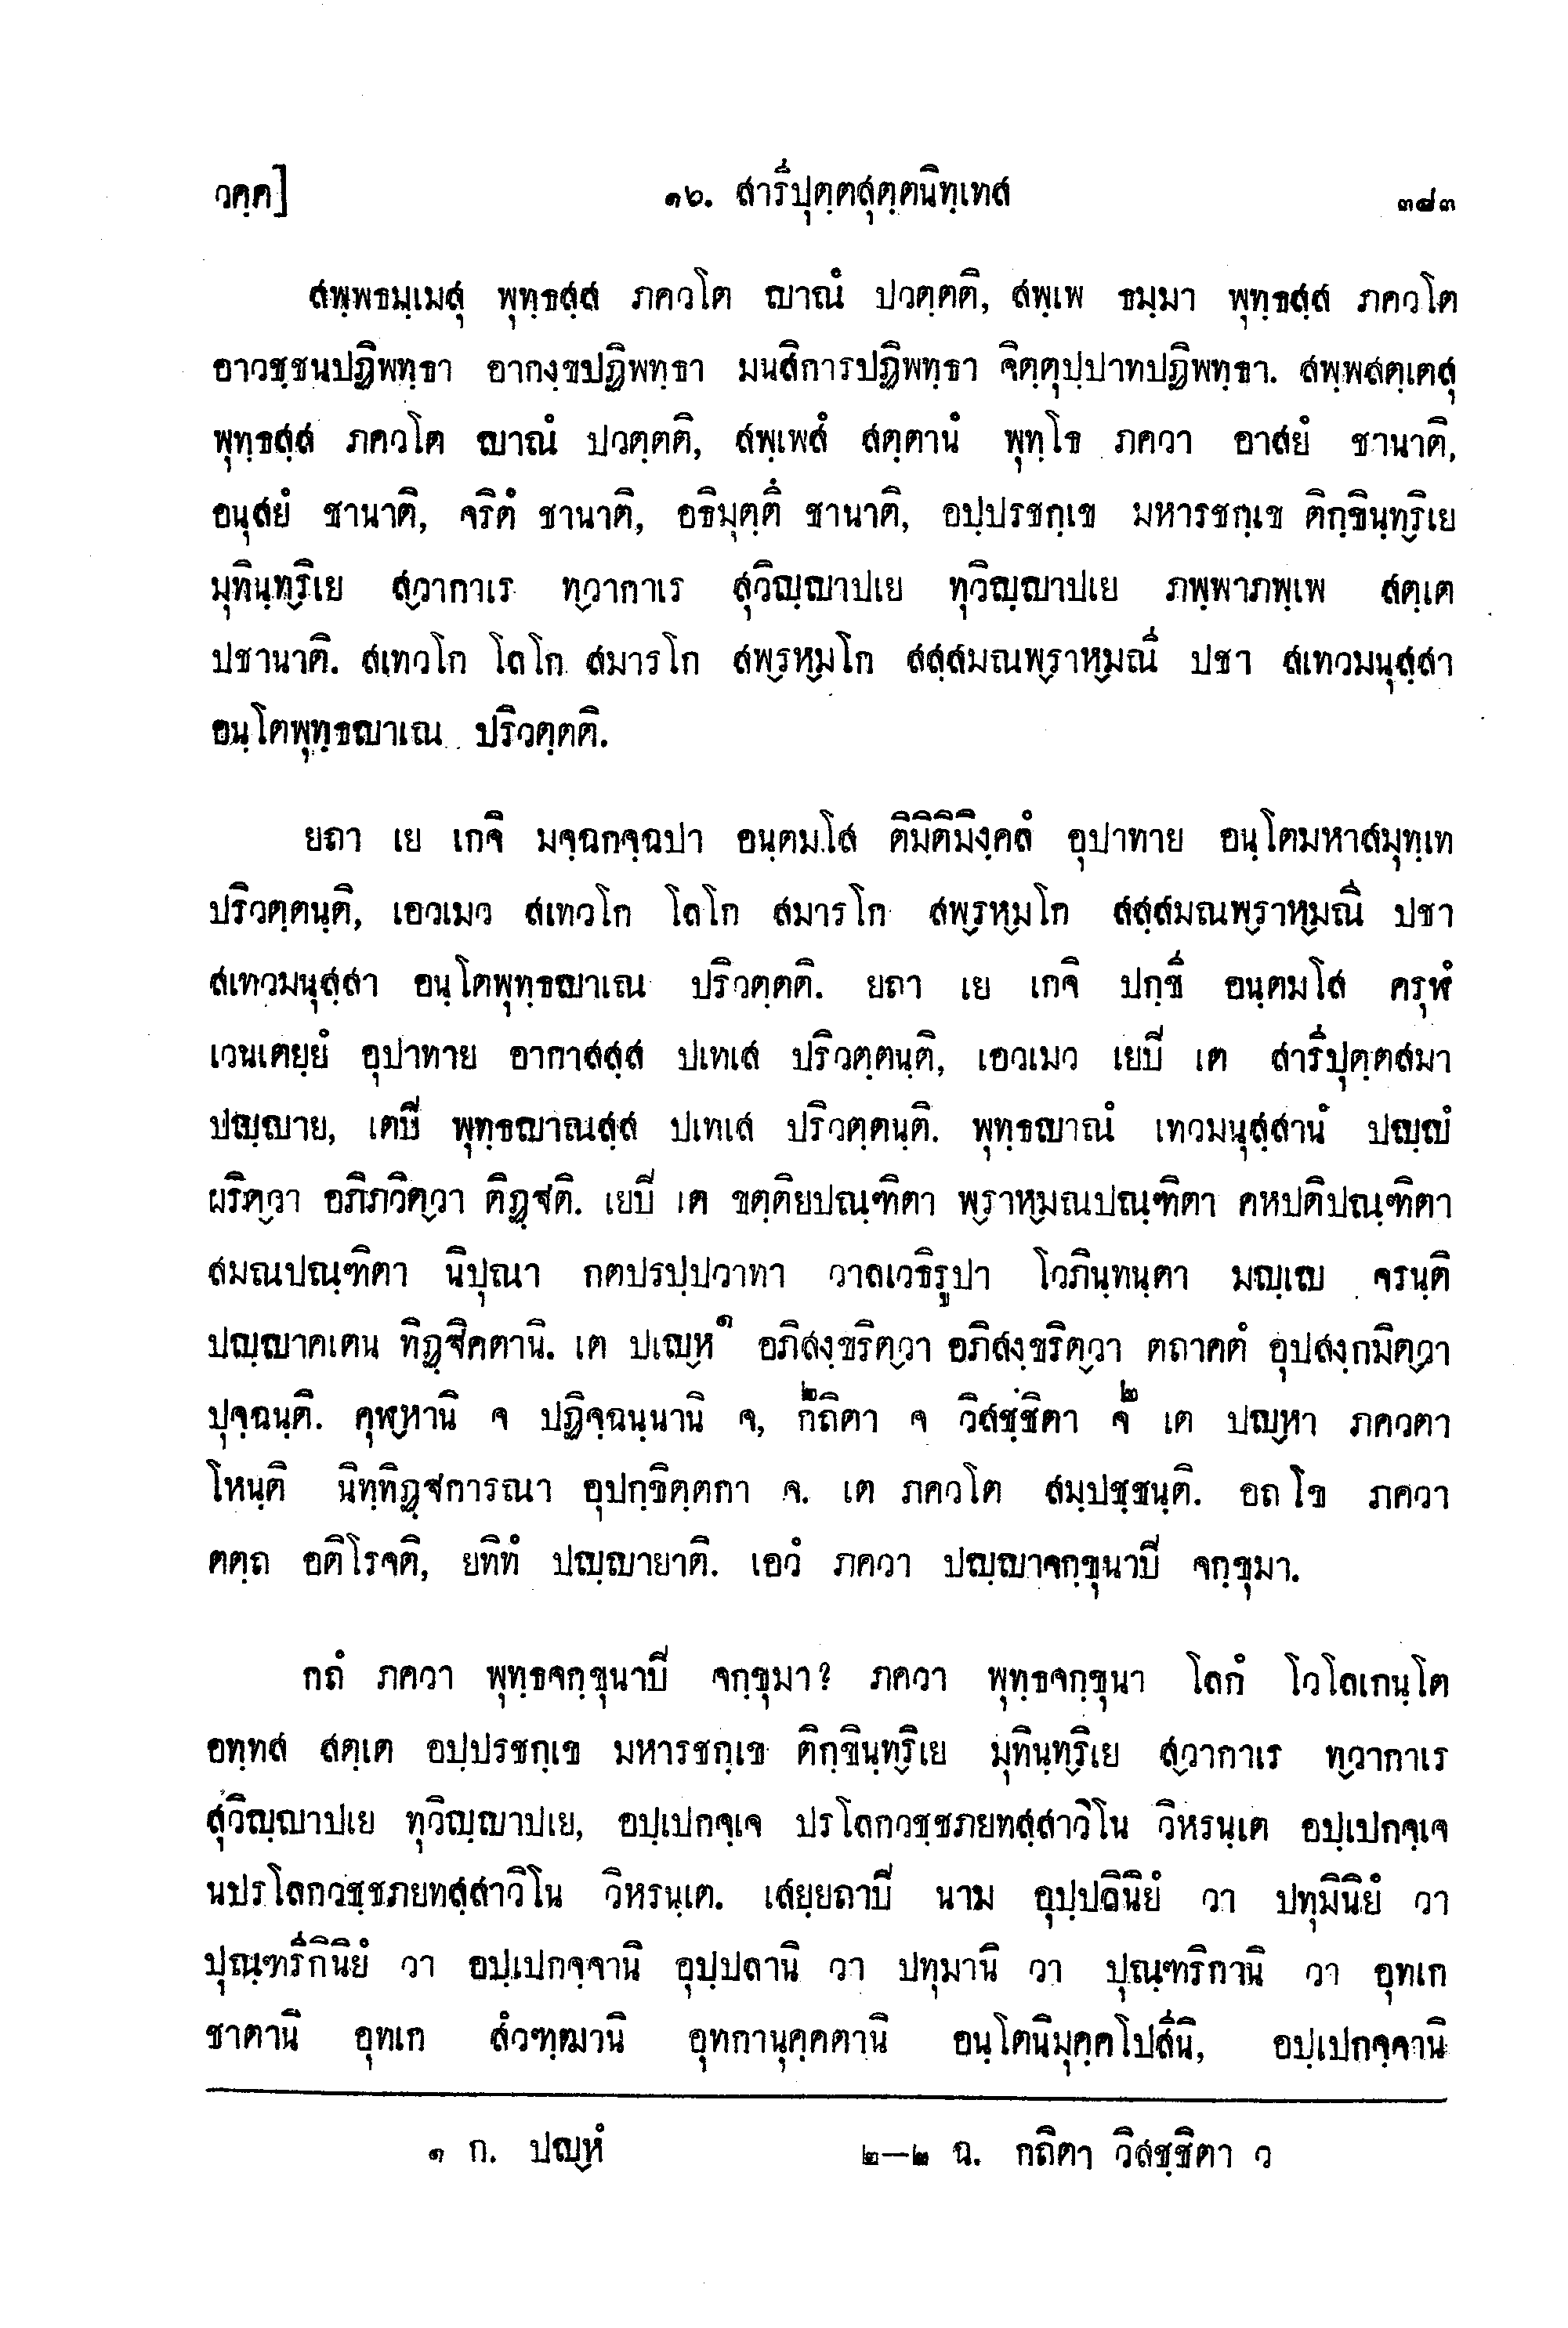 วคฺค]
๑๖. สารีปุตฺตสุตฺตนิทฺเทส
๓๘๓
สพฺพธมฺเมสุ พุทฺธสฺส ภควโต ญาณํ ปวตฺตติ, สพฺเพ ธมฺมา พุทฺธสฺส ภควโต
อาวชฺชนปฏิพทฺธา อากงฺขปฏิพทฺธา มนสิการปฏิพทฺธา จิตฺตุปฺปาทปฏิพทฺธา. สพฺพสตฺเตสุ
พุทฺธสฺส ภควโต ญาณํ ปวตฺตติ, สพฺเพสํ สตฺตานํ พุทฺโธ ภควา อาสยํ ชานาติ,
อนุสยํ ชานาติ, จริตํ ชานาติ, อธิมุตฺตึ ชานาติ, อปฺปรชกฺเข มหารชกฺเข ติกฺขินฺทฺริเย
มุทินฺทฺริเย สฺวากาเร ทฺวากาเร สุวิญฺญาปเย ทุวิญฺญาปเย ภพฺพาภพฺเพ สตฺเต
ปชานาติ. สเทวโก โลโก สมารโก สพฺรหฺมโก สสฺสมณพฺราหฺมณี ปชา สเทวมนุสฺสา
อนฺโตพุทฺธญาเณ ปริวตฺตติ.
ยถา เย เกจิ มจฺฉกจฺฉปา อนฺตมโส ติมิติมิงฺคลํ อุปาทาย อนฺโตมหาสมุทฺเท
ปริวตฺตนฺติ, เอวเมว สเทวโก โลโก สมารโก สพฺรหฺมโก สสฺสมณพฺราหฺมณี ปชา
สเทวมนุสฺสา อนฺโตพุทฺธญาเณ ปริวตฺตติ. ยถา เย เกจิ ปกฺขี อนฺตมโส ครุฬํ
เวนเตยฺยํ อุปาทาย อากาสสฺส ปเทเส ปริวตฺตนฺติ, เอวเมว เยปิ เต สารีปุตฺตสมา
ปญฺญาย, เตปิ พุทฺธญาณสฺส ปเทเส ปริวตฺตนฺติ. พุทฺธญาณํ เทวมนุสฺสานํ ปญฺญํ
ผริตฺวา อภิภวิตฺวา ติฏฺฐติ. เยปิ เต ขตฺติยปณฺฑิตา พฺราหฺมณปณฺฑิตา คหปติปณฺฑิตา
สมณปณฺฑิตา นิปุณา กตปรปฺปวาทา วาลเวธิรูปา โวภินฺทนฺตา มญฺเญ จรนฺติ
ปญฺญาคเตน ทิฏฺฐิคตานิ. เต ปเญฺห๑ อภิสงฺขริตฺวา อภิสงฺขริตฺวา ตถาคตํ อุปสงฺกมิตฺวา
ปุจฺฉนฺติ. คุฬฺหานิ จ ปฏิจฺฉนฺนานิ จ, ๒กถิตา จ วิสชฺชิตา จ๒ เต ปญฺหา ภควตา
โหนฺติ นิทฺทิฏฺฐการณา อุปกฺขิตฺตกา จ. เต ภควโต สมฺปชฺชนฺติ. อถ โข ภควา
ตตฺถ อติโรจติ, ยทิทํ ปญฺญายาติ. เอวํ ภควา ปญฺญาจกฺขุนาปิ จกฺขุมา.
กถํ ภควา พุทฺธจกฺขุนาปิ จกฺขุมา? ภควา พุทฺธจกฺขุนา โลกํ โวโลเกนฺโต
อทฺทส สตฺเต อปฺปรชกฺเข มหารชกฺเข ติกฺขินฺทฺริเย มุทินฺทฺริเย สฺวากาเร ทฺวากาเร
สุวิญฺญาปเย ทุวิญฺญาปเย, อปฺเปกจฺเจ ปรโลกวชฺชภยทสฺสาวิโน วิหรนฺเต อปฺเปกจฺเจ
นปรโลกวชฺชภยทสฺสาวิโน วิหรนฺเต. เสยฺยถาปิ นาม อุปฺปลินิยํ วา ปทุมินิยํ วา
ปุณฺฑรีกินิยํ วา อปฺเปกจฺจานิ อุปฺปลานิ วา ปทุมานิ วา ปุณฺฑริกานิ วา อุทเก
ชาตานิ อุทเก สํวฑฺฒานิ อุทกานุคฺคตานิ อนฺโตนิมุคฺคโปสีนิ, อปฺเปกจฺจานิ
๑ ก. ปญฺหํ
๒-๒ ฉ. กถิตา วิสชฺชิตา ว